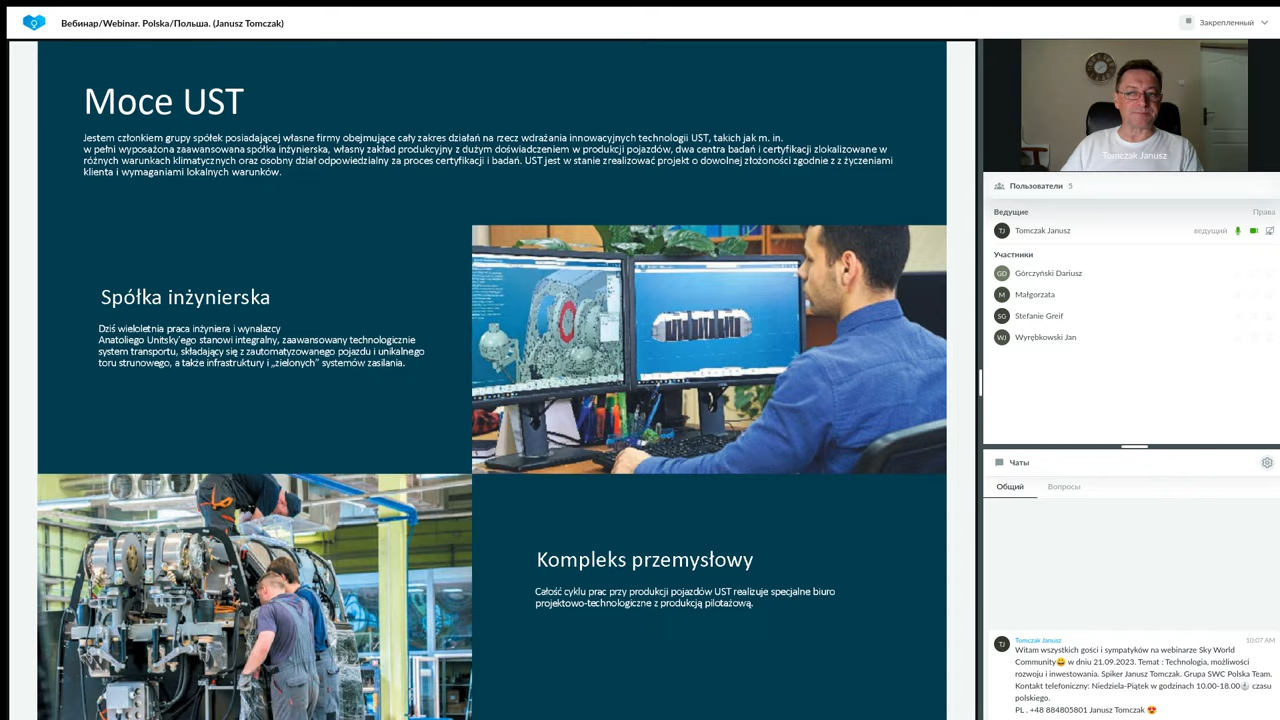 Вебинар/Webinar. Polska/Польша. (Janusz Tomczak)
Закрепленный
Moce UST
Jestem członkiem grupy spółek posiadającej własne firmy obejmujące cały zakres działań na rzecz wdrażania innowacyjnych technologii UST, takich jak m. in.
w pełni wyposażona zaawansowana spółka inżynierska, własny zakład produkcyjny z dużym doświadczeniem w produkcji pojazdów, dwa centra badań i certyfikacji zlokalizowane w
różnych warunkach klimatycznych oraz osobny dział odpowiedzialny za proces certyfikacji i badań. UST jest w stanie zrealizować projekt o dowolnej złożoności zgodnie z z życzeniami
klienta i wymaganiami lokalnych warunków.
Spółka inżynierska
Dziś wieloletnia praca inżyniera i wynalazcy
Anatoliego Unitsky'ego stanowi integralny, zaawansowany technologicznie
system transportu, składający się z zautomatyzowanego pojazdu i unikalnego
toru strunowego, a także infrastruktury i „zielonych" systemów zasilania.
Kompleks przemysłowy
Całość cyklu prac przy produkcji pojazdów UST realizuje specjalne biuro
projektowo-technologiczne z produkcją pilotażową.
Tomczak Janusz
Пользователи 5
Ведущие Права
TJ Tomczak Janusz ведущий
Участники
GD Górczyński Dariusz
M Małgorzata
SG Stefanie Greif
WJ Wyrębkowski Jan
Чаты
Общий Вопросы
TJ Tomczak Janusz 10:07 AM
Witam wszystkich gości i sympatyków na webinarze Sky World
Community😃 w dniu 21.09.2023. Temat : Technologia, możliwości
rozwoju i inwestowania. Spiker Janusz Tomczak. Grupa SWC Polska Team.
Kontakt telefoniczny: Niedziela-Piątek w godzinach 10.00-18.00 czasu
polskiego.
PL . +48 884805801 Janusz Tomczak 😍